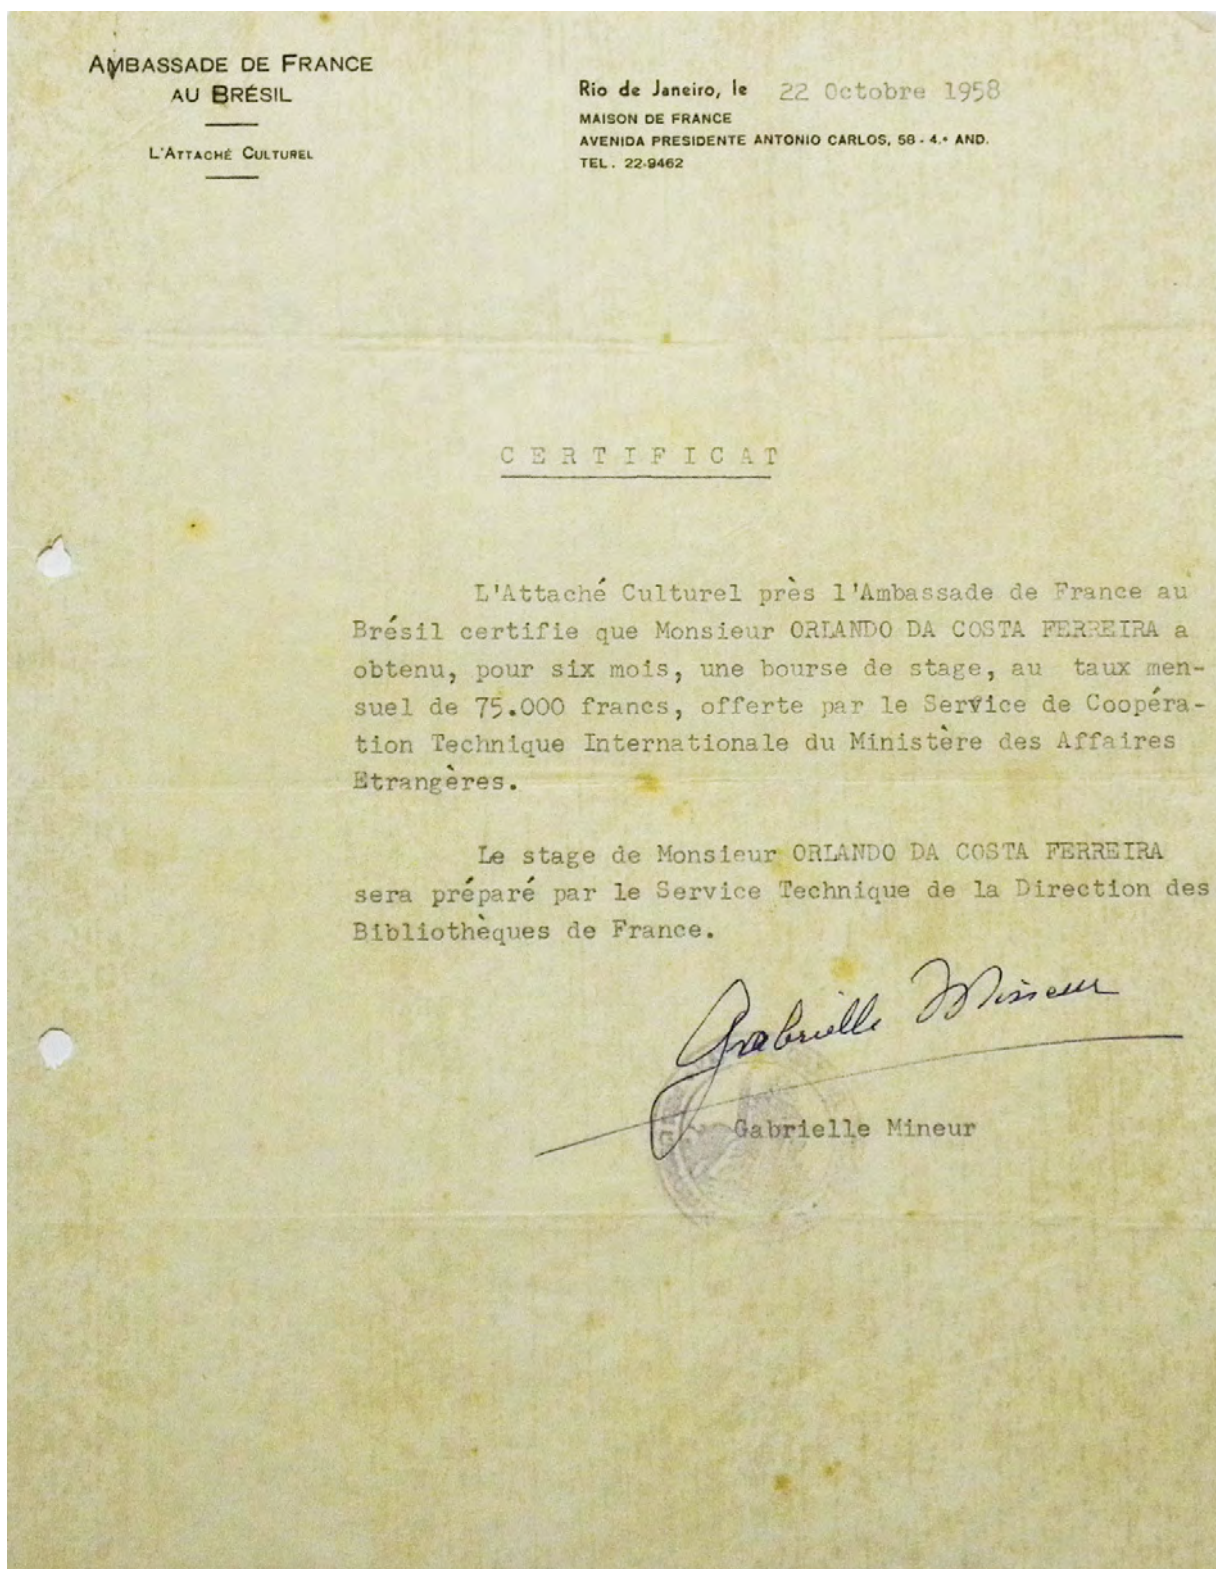 AMBASSADE DE FRANCE
AU BRÉSIL
L'ATTACHÉ CULTUREL
Rio de Janeiro, le 22 Octobre 1958
MAISON DE FRANCE
AVENIDA PRESIDENTE ANTONIO CARLOS, 58 - 4.º AND.
TEL. 22-9462
C E R T I F I C A T
L'Attaché Culturel près l'Ambassade de France au
Brésil certifie que Monsieur ORLANDO DA COSTA FERREIRA a
obtenu, pour six mois, une bourse de stage, au taux men-
suel de 75.000 francs, offerte par le Service de Coopéra-
tion Technique Internationale du Ministère des Affaires
Etrangères.
Le stage de Monsieur ORLANDO DA COSTA FERREIRA
sera préparé par le Service Technique de la Direction des
Bibliothèques de France.
Gabrielle Mineur
Gabrielle Mineur